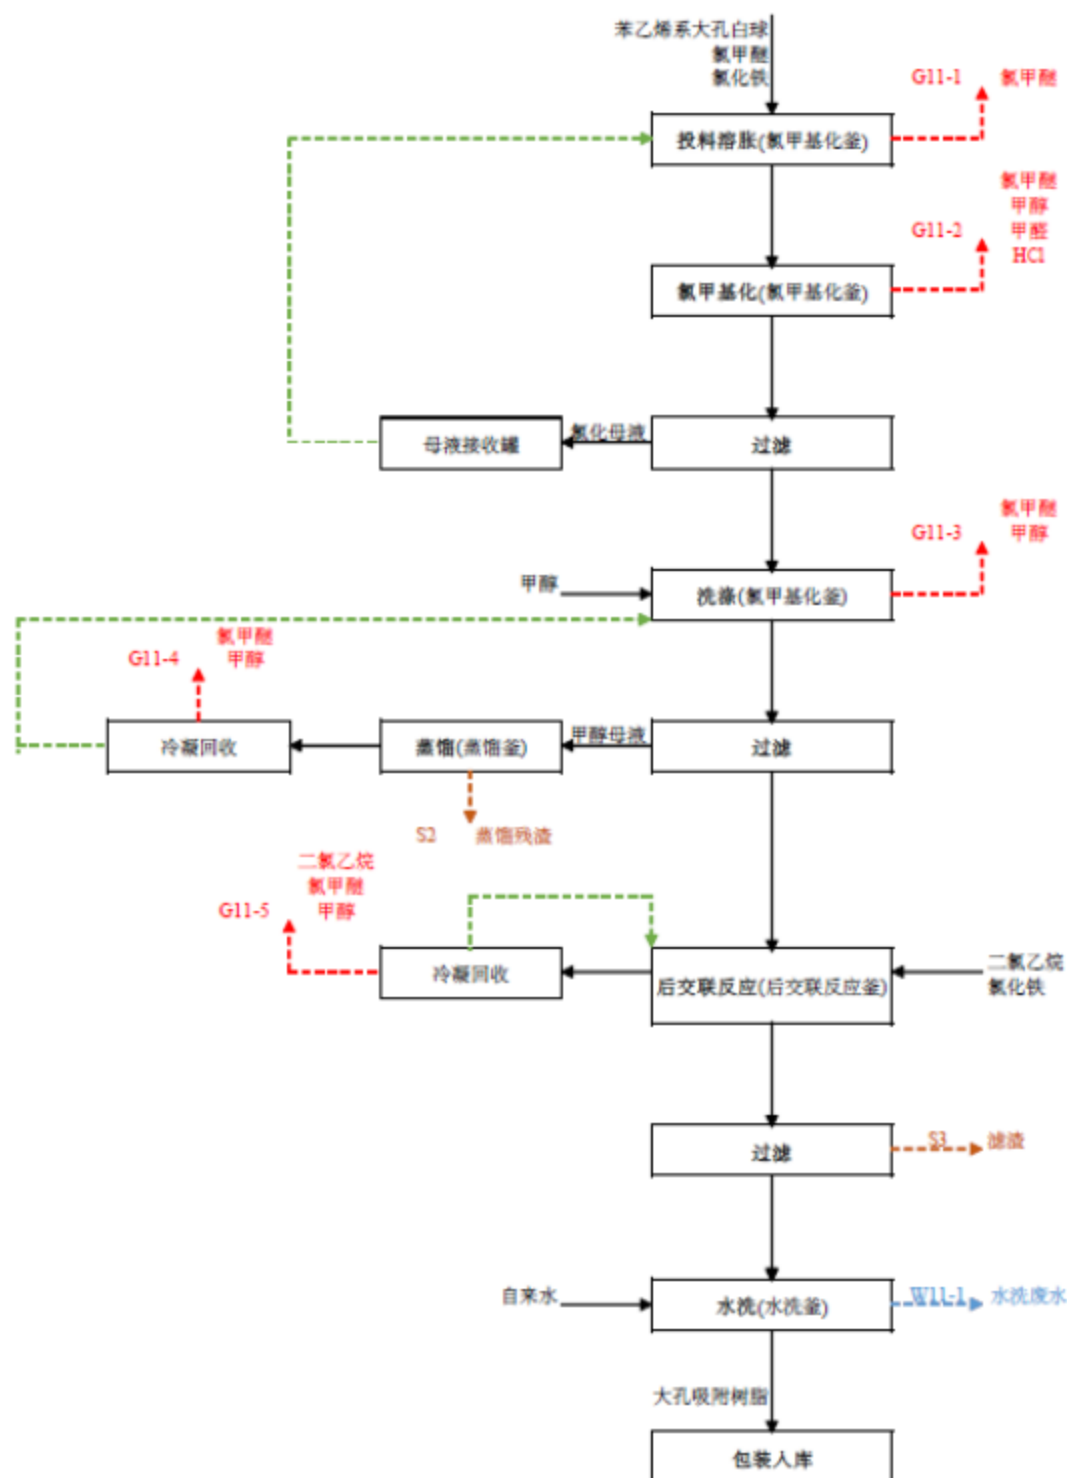 苯乙烯系大孔白球
氯甲醚
氯化铁
G11-1 氯甲醚
投料溶胀(氯甲基化釜)
氯甲醚
甲醇
甲醛
G11-2
HCl
氯甲基化(氯甲基化釜)
母液接收罐
氯化母液
过滤
氯甲醚
G11-3 甲醇
甲醇
洗涤(氯甲基化釜)
氯甲醚
G11-4 甲醇
冷凝回收
蒸馏(蒸馏釜)
甲醇母液
过滤
S2 蒸馏残渣
二氯乙烷
氯甲醚
G11-5 甲醇
冷凝回收
后交联反应(后交联反应釜)
二氯乙烷
氯化铁
过滤
S3 滤渣
自来水
水洗(水洗釜)
W11-1 水洗废水
大孔吸附树脂
包装入库